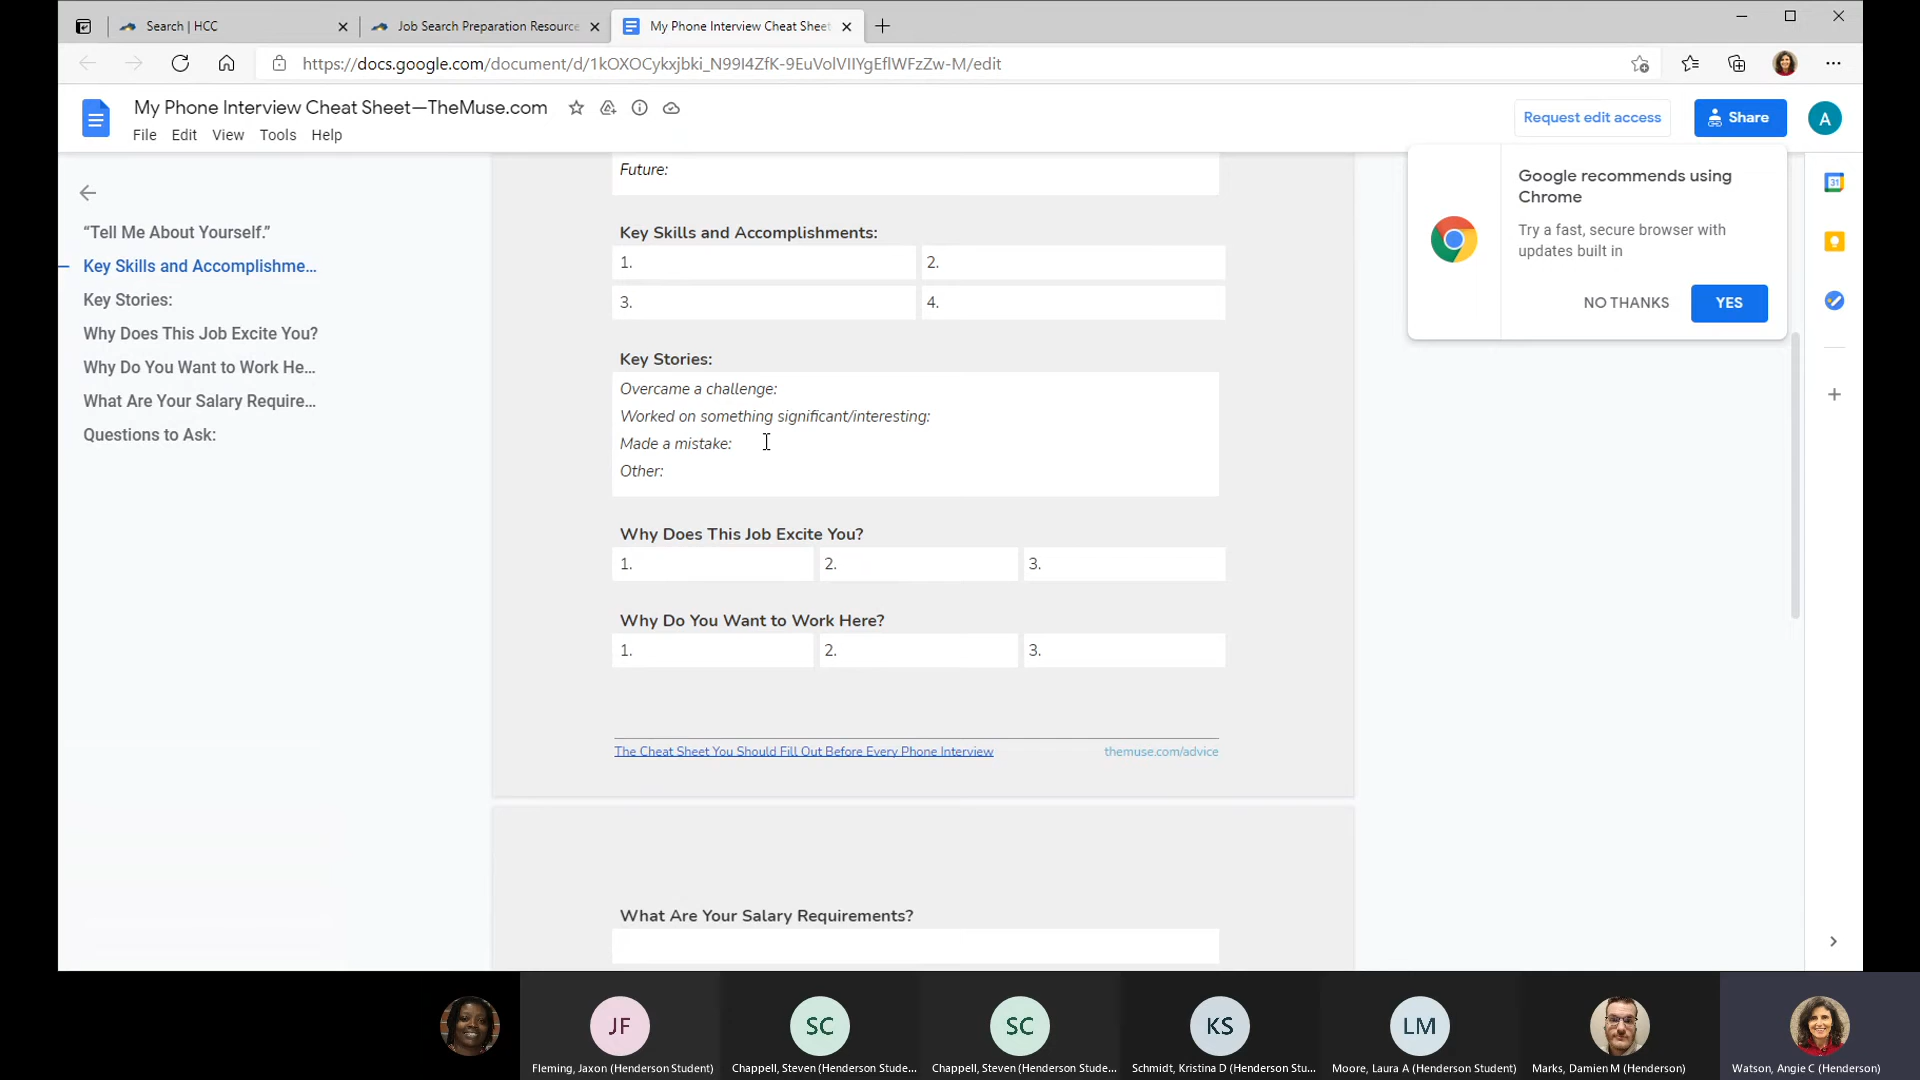 Search | HCC
Job Search Preparation Resource
My Phone Interview Cheat Sheet
https://docs.google.com/document/d/1kOXOCykxjbki_N99I4ZfK-9EuVolVIIYgEflWFzZw-M/edit
My Phone Interview Cheat Sheet—TheMuse.com
File Edit View Tools Help
Request edit access
Share
A
“Tell Me About Yourself.”
Key Skills and Accomplishme...
Key Stories:
Why Does This Job Excite You?
Why Do You Want to Work He...
What Are Your Salary Require...
Questions to Ask:
Future:
Key Skills and Accomplishments:
1. 2.
3. 4.
Key Stories:
Overcame a challenge:
Worked on something significant/interesting:
Made a mistake:
Other:
Why Does This Job Excite You?
1. 2. 3.
Why Do You Want to Work Here?
1. 2. 3.
The Cheat Sheet You Should Fill Out Before Every Phone Interview themuse.com/advice
What Are Your Salary Requirements?
Google recommends using
Chrome
Try a fast, secure browser with
updates built in
NO THANKS YES
31
JF SC SC KS LM
Fleming, Jaxon (Henderson Student) Chappell, Steven (Henderson Stude... Chappell, Steven (Henderson Stude... Schmidt, Kristina D (Henderson Stu... Moore, Laura A (Henderson Student) Marks, Damien M (Henderson) Watson, Angie C (Henderson)